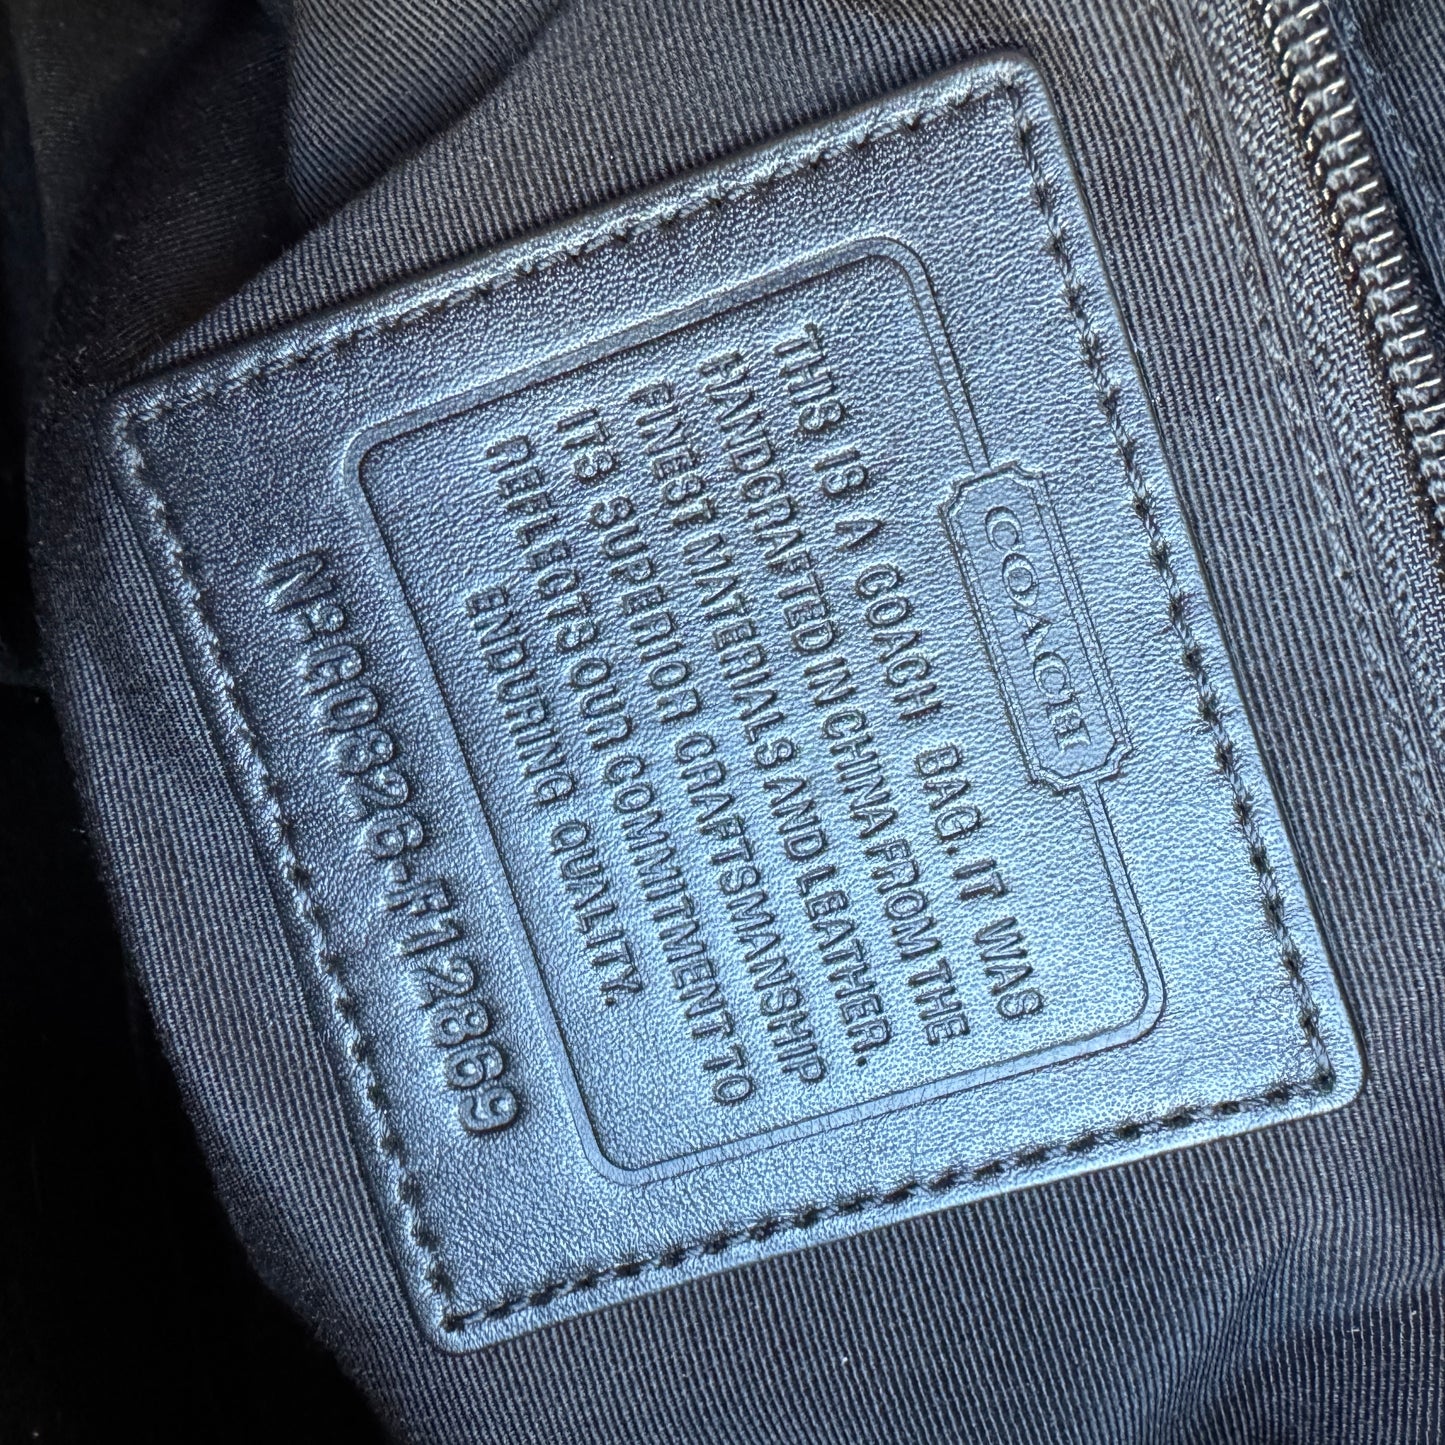 COACH
THIS IS A COACH BAG. IT WAS
HANDCRAFTED IN CHINA FROM THE
FINEST MATERIALS AND LEATHER.
ITS SUPERIOR CRAFTSMANSHIP
REFLECTS OUR COMMITMENT TO
ENDURING QUALITY.
Nº G0826-A12869